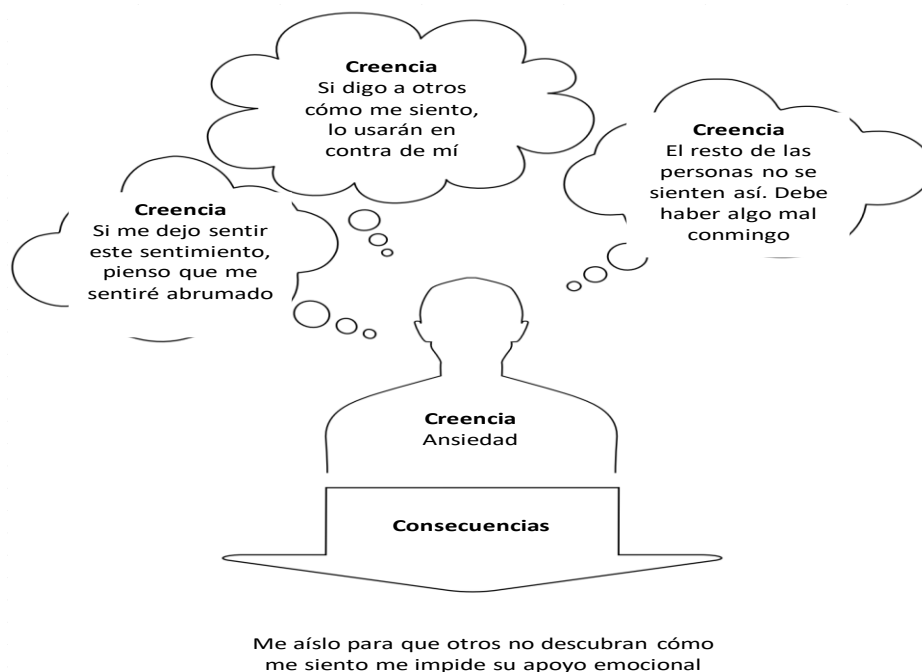 Creencia
Si digo a otros
cómo me siento,
lo usarán en
contra de mí
Creencia
El resto de las
personas no se
sienten así. Debe
haber algo mal
conmingo
Creencia
Si me dejo sentir
este sentimiento,
pienso que me
sentiré abrumado
Creencia
Ansiedad
Consecuencias
Me aíslo para que otros no descubran cómo
me siento me impide su apoyo emocional